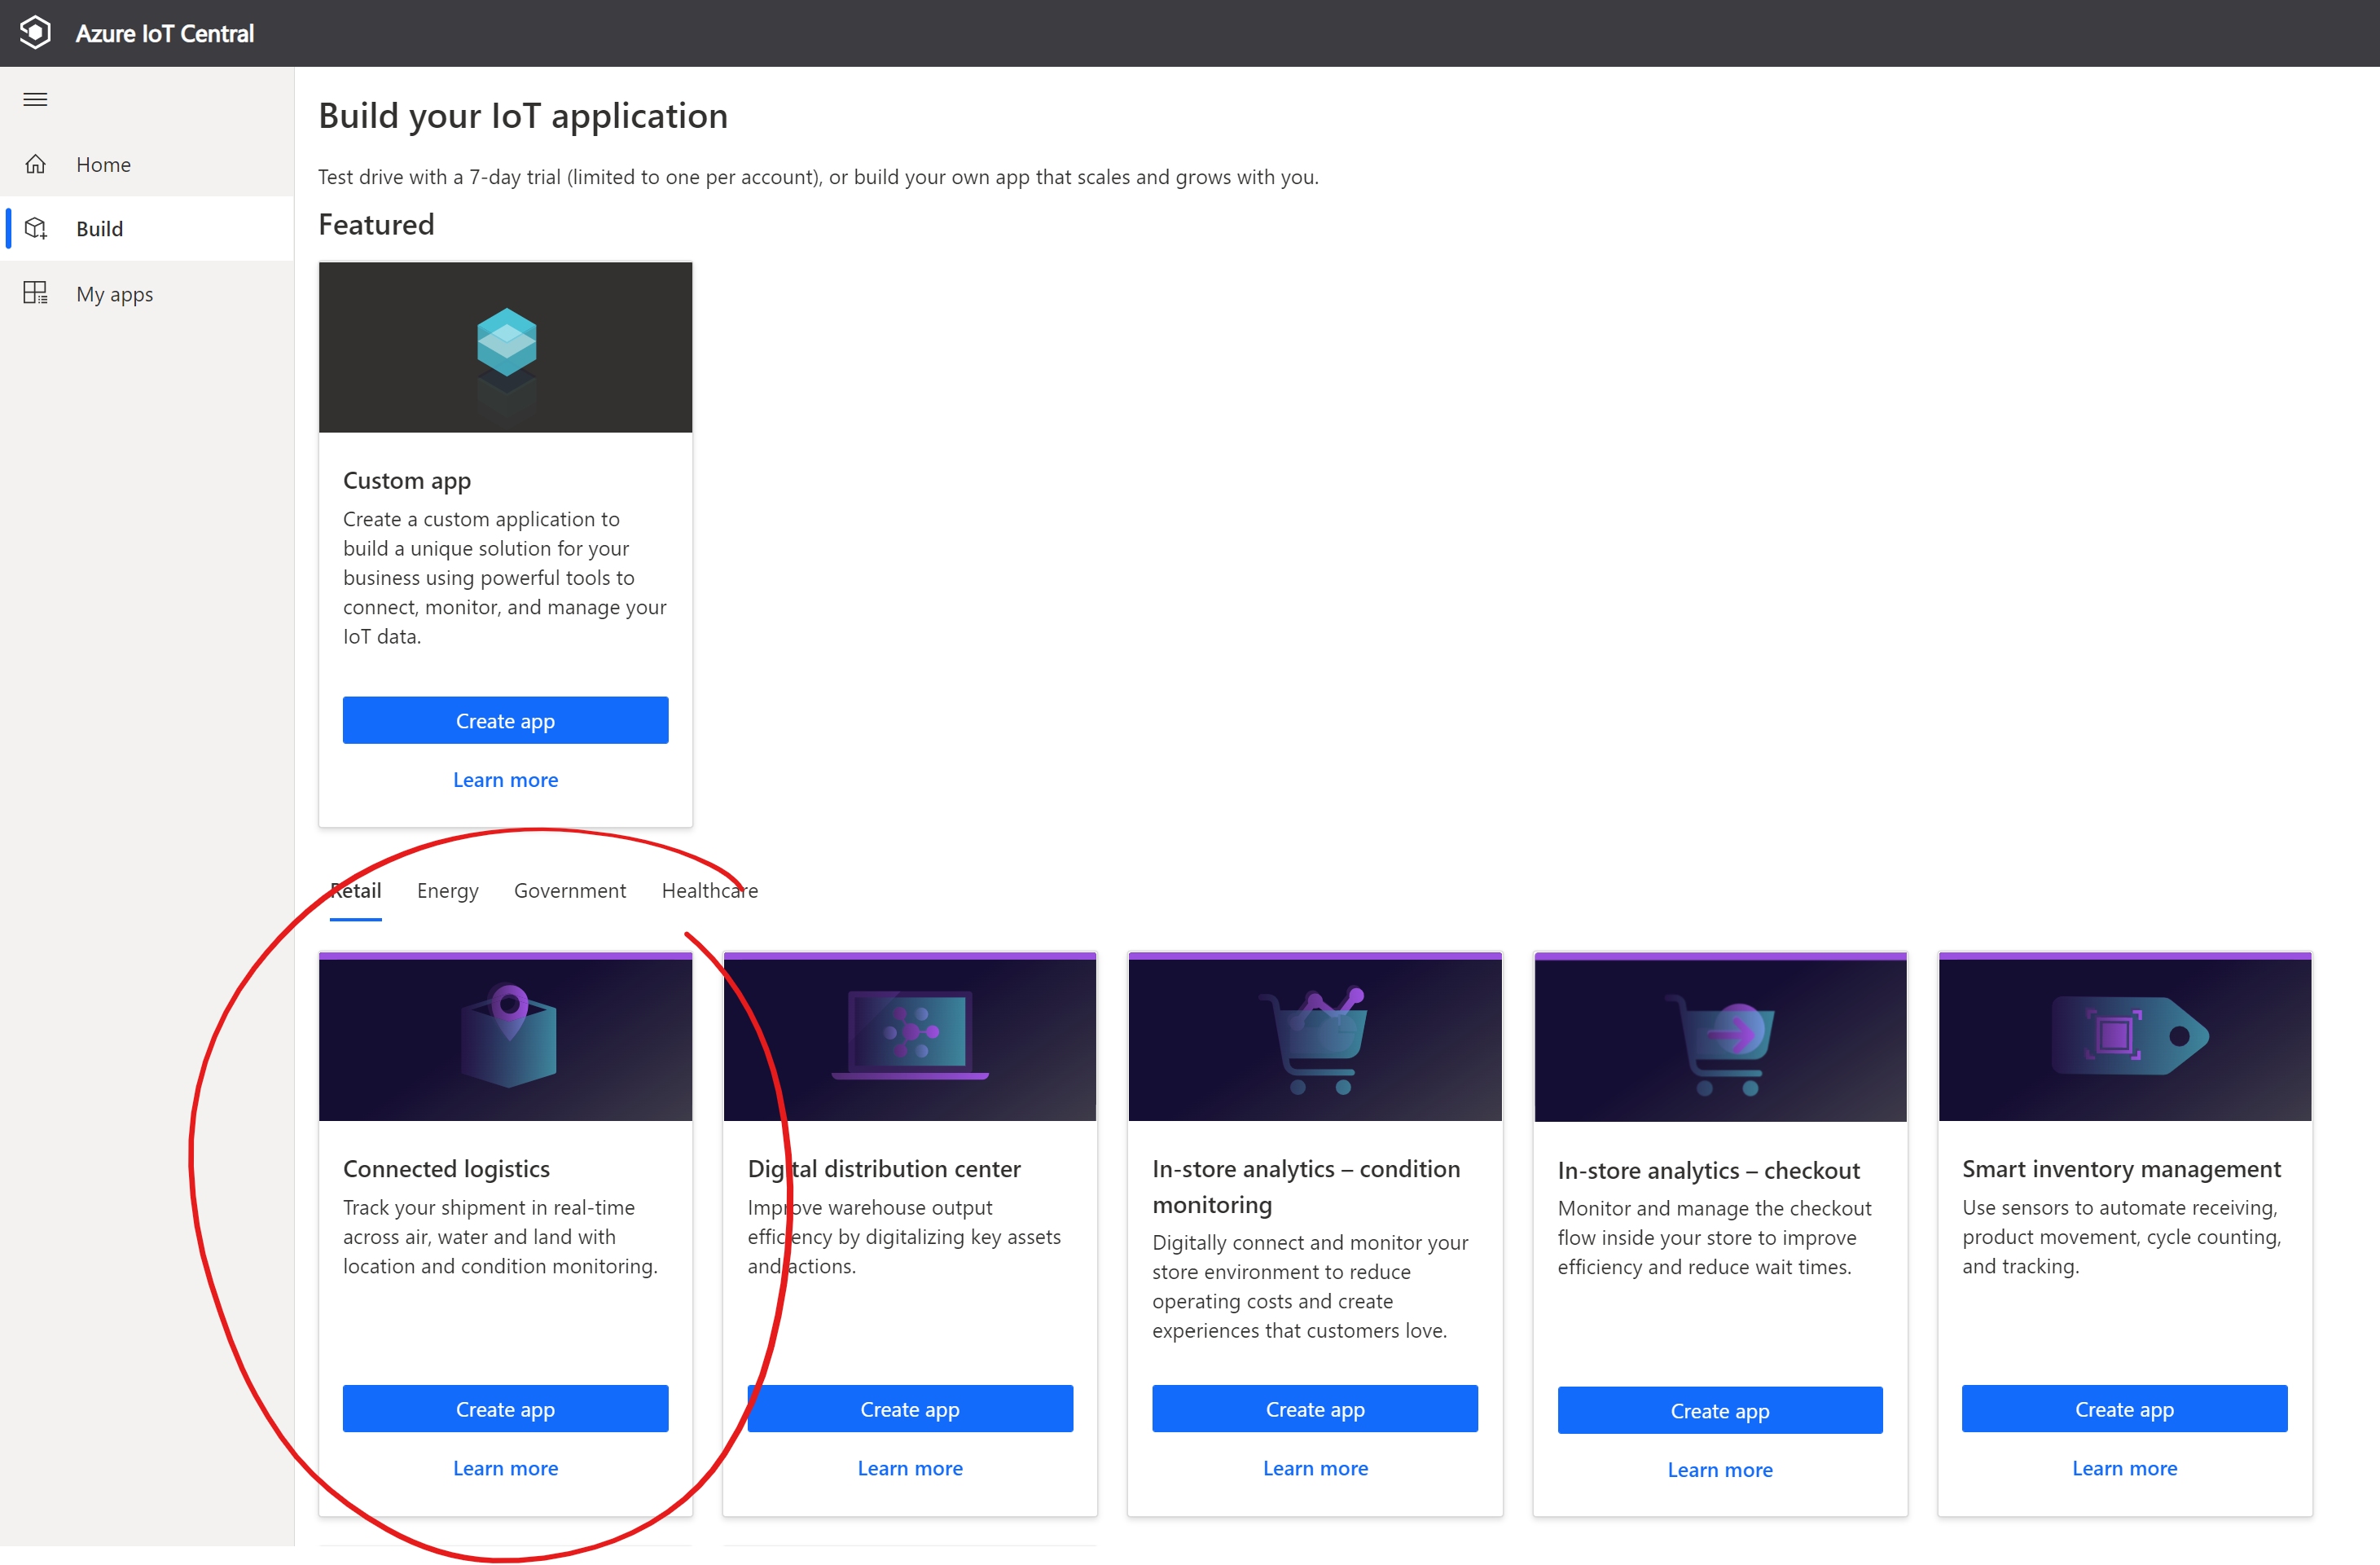 Azure IoT Central
Home
Build
My apps
Build your IoT application
Test drive with a 7-day trial (limited to one per account), or build your own app that scales and grows with you.
Featured
Custom app
Create a custom application to
build a unique solution for your
business using powerful tools to
connect, monitor, and manage your
IoT data.
Create app
Learn more
Retail Energy Government Healthcare
Connected logistics
Track your shipment in real-time
across air, water and land with
location and condition monitoring.
Create app
Learn more
Digital distribution center
Improve warehouse output
efficiency by digitalizing key assets
and actions.
Create app
Learn more
In-store analytics – condition
monitoring
Digitally connect and monitor your
store environment to reduce
operating costs and create
experiences that customers love.
Create app
Learn more
In-store analytics – checkout
Monitor and manage the checkout
flow inside your store to improve
efficiency and reduce wait times.
Create app
Learn more
Smart inventory management
Use sensors to automate receiving,
product movement, cycle counting,
and tracking.
Create app
Learn more